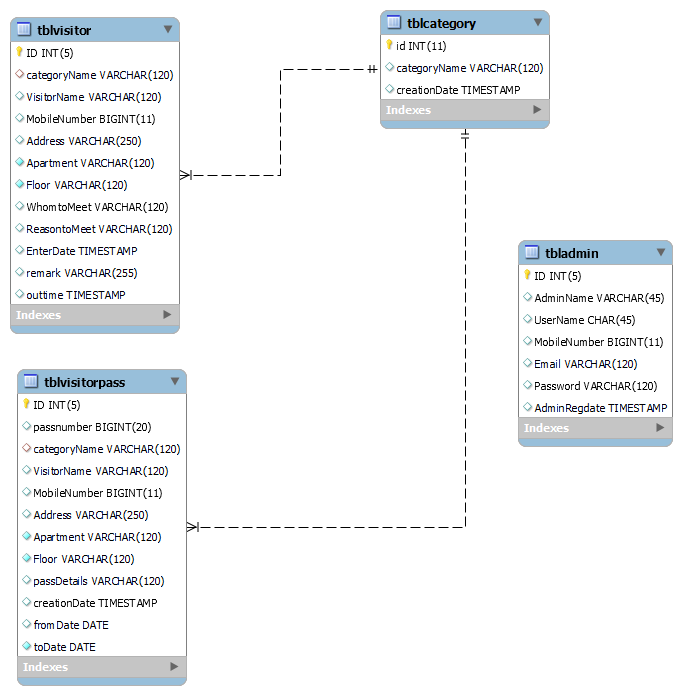 tblvisitor
ID INT(5)
categoryName VARCHAR(120)
VisitorName VARCHAR(120)
MobileNumber BIGINT(11)
Address VARCHAR(250)
Apartment VARCHAR(120)
Floor VARCHAR(120)
WhomtoMeet VARCHAR(120)
ReasontoMeet VARCHAR(120)
EnterDate TIMESTAMP
remark VARCHAR(255)
outtime TIMESTAMP
Indexes
tblcategory
id INT(11)
categoryName VARCHAR(120)
creationDate TIMESTAMP
Indexes
tbladmin
ID INT(5)
AdminName VARCHAR(45)
UserName CHAR(45)
MobileNumber BIGINT(11)
Email VARCHAR(120)
Password VARCHAR(120)
AdminRegdate TIMESTAMP
Indexes
tblvisitorpass
ID INT(5)
passnumber BIGINT(20)
categoryName VARCHAR(120)
VisitorName VARCHAR(120)
MobileNumber BIGINT(11)
Address VARCHAR(250)
Apartment VARCHAR(120)
Floor VARCHAR(120)
passDetails VARCHAR(120)
creationDate TIMESTAMP
fromDate DATE
toDate DATE
Indexes